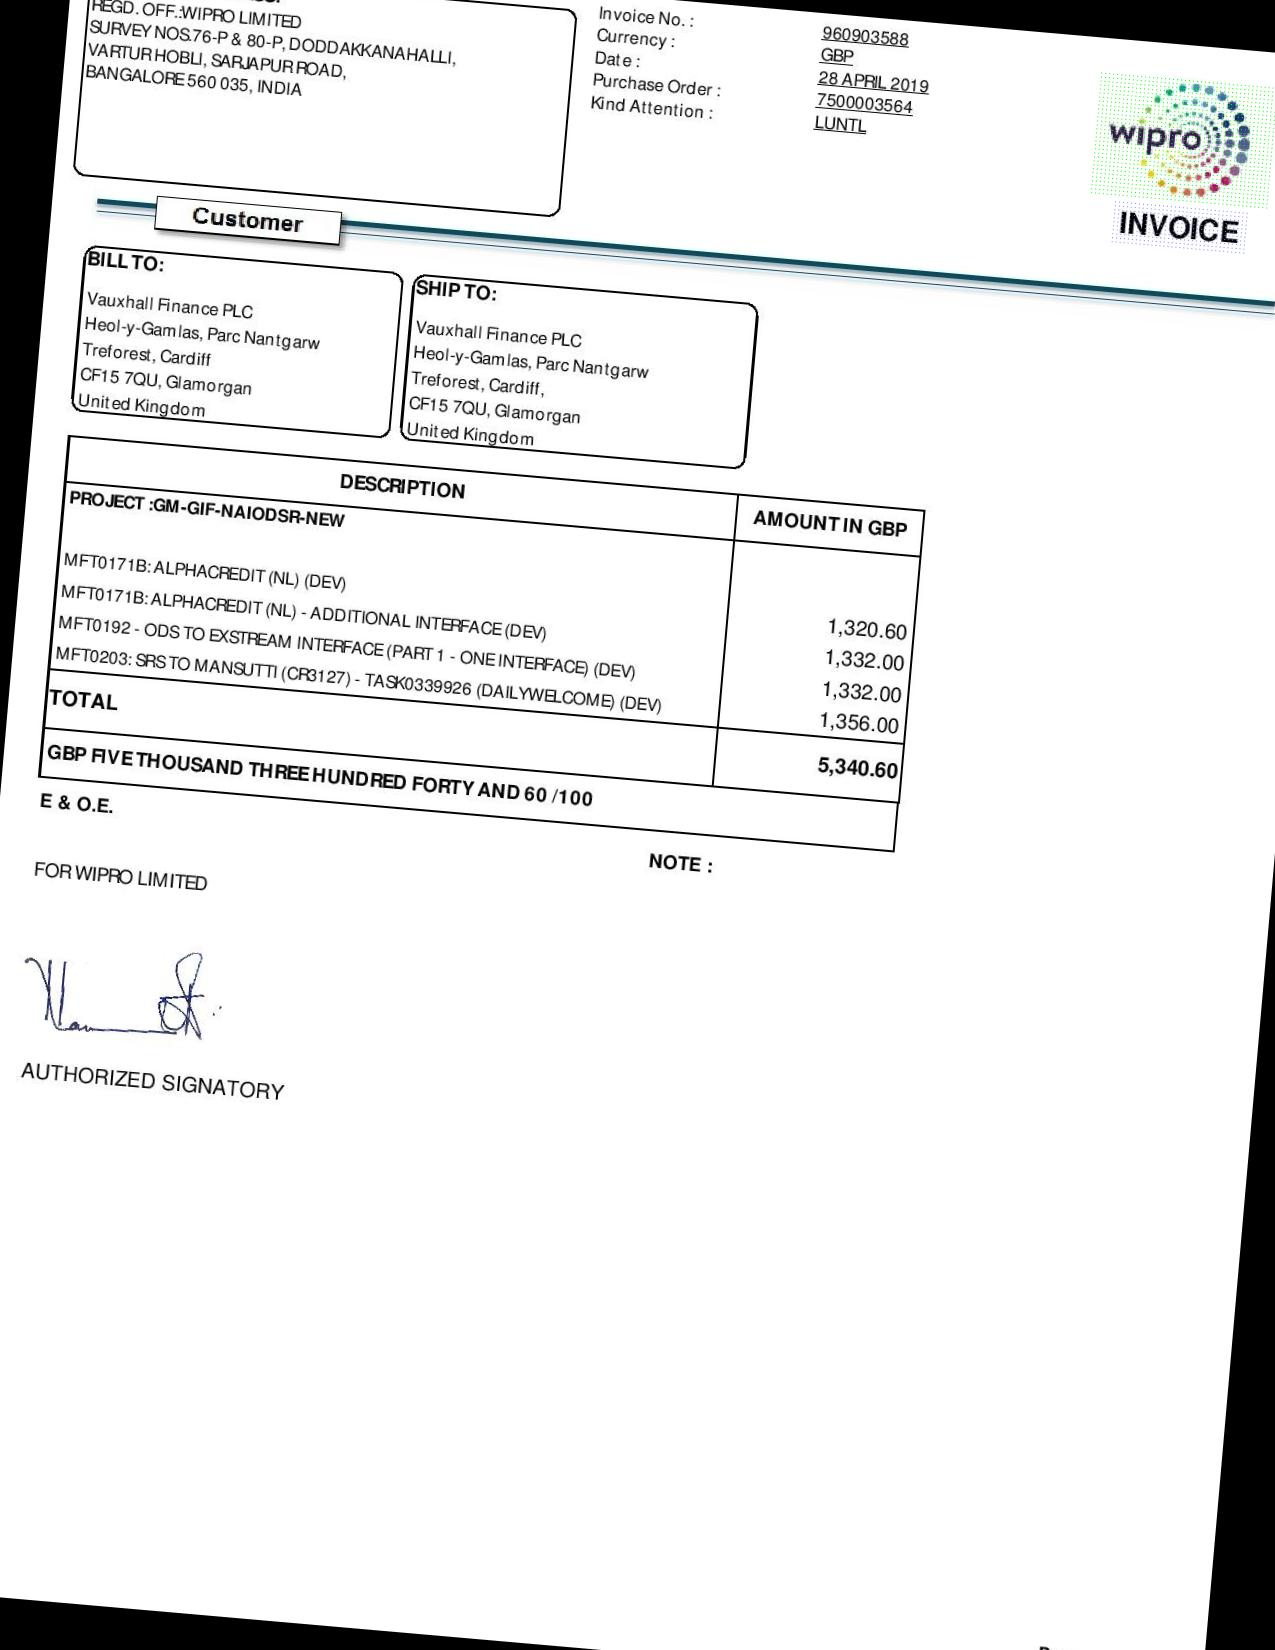 REGD. OFF.:WIPRO LIMITED
SURVEY NOS.76-P & 80-P, DODDAKKANAHALLI,
VARTUR HOBLI, SARJAPUR ROAD,
BANGALORE 560 035, INDIA
Invoice No. : 960903588
Currency : GBP
Date : 28 APRIL 2019
Purchase Order : 7500003564
Kind Attention : LUNTL
wipro
INVOICE
Customer
BILL TO:
Vauxhall Finance PLC
Heol-y-Gamlas, Parc Nantgarw
Treforest, Cardiff
CF15 7QU, Glamorgan
United Kingdom
SHIP TO:
Vauxhall Finance PLC
Heol-y-Gamlas, Parc Nantgarw
Treforest, Cardiff,
CF15 7QU, Glamorgan
United Kingdom
DESCRIPTION AMOUNT IN GBP
PROJECT :GM-GIF-NAIODSR-NEW
MFT0171B: ALPHACREDIT (NL) (DEV) 1,320.60
MFT0171B: ALPHACREDIT (NL) - ADDITIONAL INTERFACE (DEV) 1,332.00
MFT0192 - ODS TO EXSTREAM INTERFACE (PART 1 - ONE INTERFACE) (DEV) 1,332.00
MFT0203: SRS TO MANSUTTI (CR3127) - TASK0339926 (DAILYWELCOME) (DEV) 1,356.00
TOTAL 5,340.60
GBP FIVE THOUSAND THREE HUNDRED FORTY AND 60 /100
E & O.E.
NOTE :
FOR WIPRO LIMITED
AUTHORIZED SIGNATORY